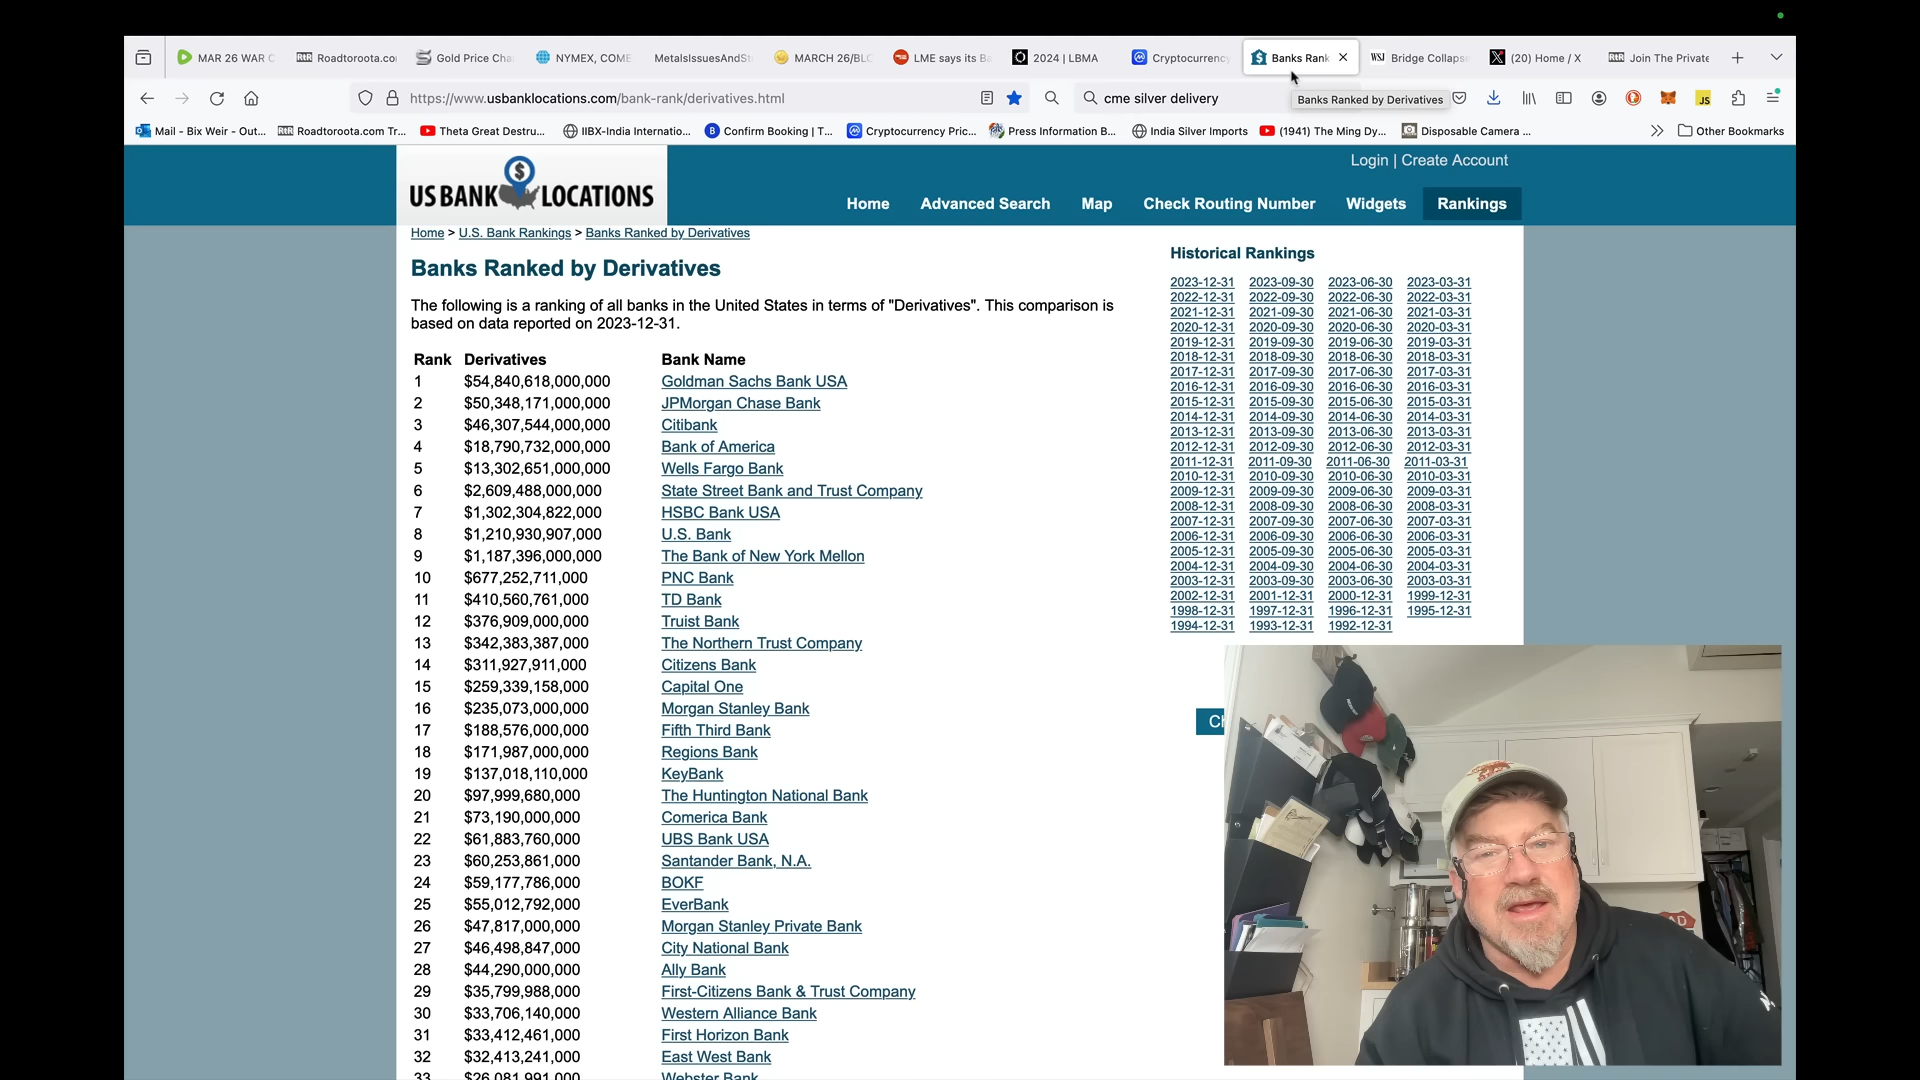 MAR 26 WAR C
RtR Roadtoroota.co
Gold Price Cha
NYMEX, COME
MetalsIssuesAndSt
MARCH 26/BLC
LME says its B
2024 | LBMA
Cryptocurrency
Banks Rank
WSJ Bridge Collaps
(20) Home / X
RtR Join The Private
https://www.usbanklocations.com/bank-rank/derivatives.html
cme silver delivery
Banks Ranked by Derivatives
JS
Mail - Bix Weir - Out...
RtR Roadtoroota.com Tr...
Theta Great Destru...
IIBX-India Internatio...
Confirm Booking | T...
Cryptocurrency Pric...
Press Information B...
India Silver Imports
(1941) The Ming Dy...
Disposable Camera ...
Other Bookmarks
US BANK LOCATIONS
Login | Create Account
Home Advanced Search Map Check Routing Number Widgets Rankings
Home > U.S. Bank Rankings > Banks Ranked by Derivatives
Banks Ranked by Derivatives
The following is a ranking of all banks in the United States in terms of "Derivatives". This comparison is
based on data reported on 2023-12-31.
Rank Derivatives Bank Name
1 $54,840,618,000,000 Goldman Sachs Bank USA
2 $50,348,171,000,000 JPMorgan Chase Bank
3 $46,307,544,000,000 Citibank
4 $18,790,732,000,000 Bank of America
5 $13,302,651,000,000 Wells Fargo Bank
6 $2,609,488,000,000 State Street Bank and Trust Company
7 $1,302,304,822,000 HSBC Bank USA
8 $1,210,930,907,000 U.S. Bank
9 $1,187,396,000,000 The Bank of New York Mellon
10 $677,252,711,000 PNC Bank
11 $410,560,761,000 TD Bank
12 $376,909,000,000 Truist Bank
13 $342,383,387,000 The Northern Trust Company
14 $311,927,911,000 Citizens Bank
15 $259,339,158,000 Capital One
16 $235,073,000,000 Morgan Stanley Bank
17 $188,576,000,000 Fifth Third Bank
18 $171,987,000,000 Regions Bank
19 $137,018,110,000 KeyBank
20 $97,999,680,000 The Huntington National Bank
21 $73,190,000,000 Comerica Bank
22 $61,883,760,000 UBS Bank USA
23 $60,253,861,000 Santander Bank, N.A.
24 $59,177,786,000 BOKF
25 $55,012,792,000 EverBank
26 $47,817,000,000 Morgan Stanley Private Bank
27 $46,498,847,000 City National Bank
28 $44,290,000,000 Ally Bank
29 $35,799,988,000 First-Citizens Bank & Trust Company
30 $33,706,140,000 Western Alliance Bank
31 $33,412,461,000 First Horizon Bank
32 $32,413,241,000 East West Bank
33 $26,081,991,000 Webster Bank
Historical Rankings
2023-12-31 2023-09-30 2023-06-30 2023-03-31
2022-12-31 2022-09-30 2022-06-30 2022-03-31
2021-12-31 2021-09-30 2021-06-30 2021-03-31
2020-12-31 2020-09-30 2020-06-30 2020-03-31
2019-12-31 2019-09-30 2019-06-30 2019-03-31
2018-12-31 2018-09-30 2018-06-30 2018-03-31
2017-12-31 2017-09-30 2017-06-30 2017-03-31
2016-12-31 2016-09-30 2016-06-30 2016-03-31
2015-12-31 2015-09-30 2015-06-30 2015-03-31
2014-12-31 2014-09-30 2014-06-30 2014-03-31
2013-12-31 2013-09-30 2013-06-30 2013-03-31
2012-12-31 2012-09-30 2012-06-30 2012-03-31
2011-12-31 2011-09-30 2011-06-30 2011-03-31
2010-12-31 2010-09-30 2010-06-30 2010-03-31
2009-12-31 2009-09-30 2009-06-30 2009-03-31
2008-12-31 2008-09-30 2008-06-30 2008-03-31
2007-12-31 2007-09-30 2007-06-30 2007-03-31
2006-12-31 2006-09-30 2006-06-30 2006-03-31
2005-12-31 2005-09-30 2005-06-30 2005-03-31
2004-12-31 2004-09-30 2004-06-30 2004-03-31
2003-12-31 2003-09-30 2003-06-30 2003-03-31
2002-12-31 2001-12-31 2000-12-31 1999-12-31
1998-12-31 1997-12-31 1996-12-31 1995-12-31
1994-12-31 1993-12-31 1992-12-31
Ch
AD